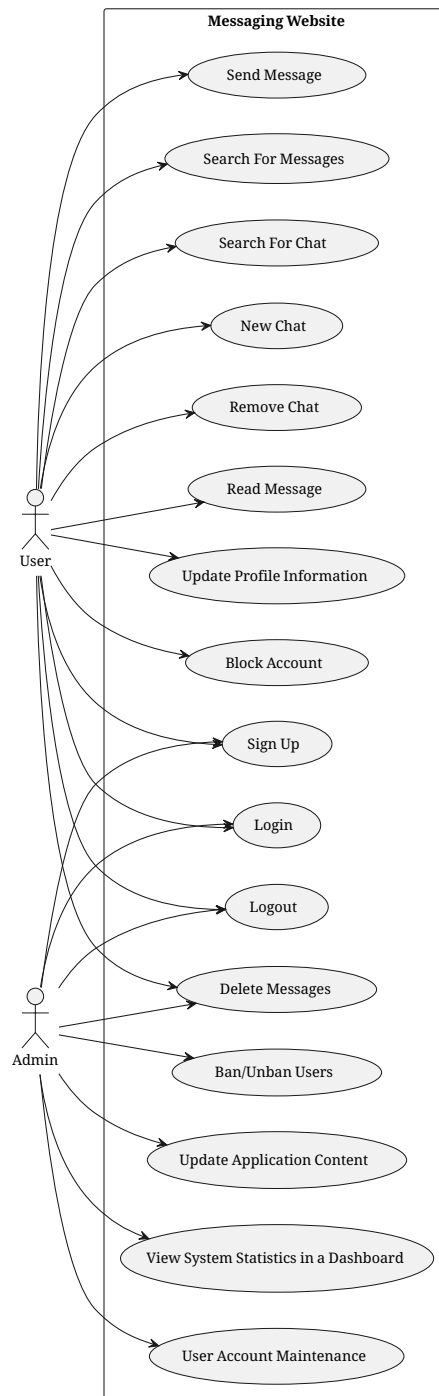 Messaging Website
Send Message
Search For Messages
Search For Chat
New Chat
Remove Chat
Read Message
User
Update Profile Information
Block Account
Sign Up
Login
Logout
Delete Messages
Admin
Ban/Unban Users
Update Application Content
View System Statistics in a Dashboard
User Account Maintenance